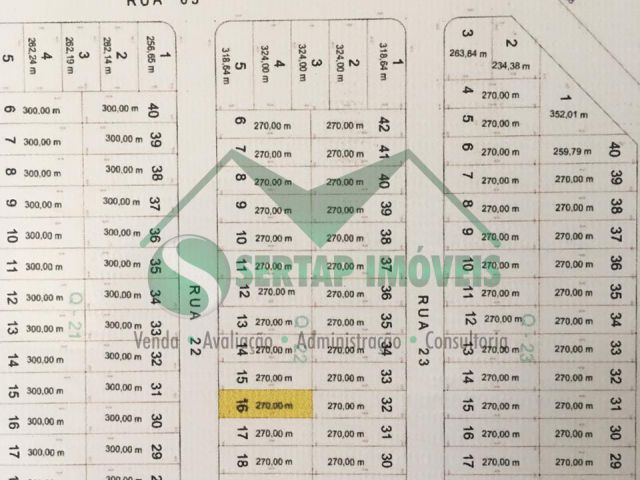 RUA 05
5 262,24 m
4 262,19 m
3 282,14 m
2 256,65 m
1
6 300,00 m 300,00 m 40
7 300,00 m 300,00 m 39
8 300,00 m 300,00 m 38
9 300,00 m 300,00 m 37
10 300,00 m 300,00 m 36
11 300,00 m 300,00 m 35
12 300,00 m 300,00 m 34
13 300,00 m 300,00 m 33
14 300,00 m 300,00 m 32
15 300,00 m 300,00 m 31
16 300,00 m 300,00 m 30
17 300,00 m 300,00 m 29
Q - 21
RUA 22
5 318,64 m
4 324,00 m
3 324,00 m
2 324,00 m
1 318,64 m
6 270,00 m 270,00 m 42
7 270,00 m 270,00 m 41
8 270,00 m 270,00 m 40
9 270,00 m 270,00 m 39
10 270,00 m 270,00 m 38
11 270,00 m 270,00 m 37
12 270,00 m 270,00 m 36
13 270,00 m 270,00 m 35
14 270,00 m 270,00 m 34
15 270,00 m 270,00 m 33
16 270,00 m 270,00 m 32
17 270,00 m 270,00 m 31
18 270,00 m 270,00 m 30
Q - 22
RUA 23
3 263,64 m
2 234,38 m
1 352,01 m
4 270,00 m
5 270,00 m
6 270,00 m 259,79 m 40
7 270,00 m 270,00 m 39
8 270,00 m 270,00 m 38
9 270,00 m 270,00 m 37
10 270,00 m 270,00 m 36
11 270,00 m 270,00 m 35
12 270,00 m 270,00 m 34
13 270,00 m 270,00 m 33
14 270,00 m 270,00 m 32
15 270,00 m 270,00 m 31
16 270,00 m 270,00 m 30
17 270,00 m 270,00 m 29
Q - 23
SERTAP IMÓVEIS
Venda • Avaliação • Administração • Consultoria